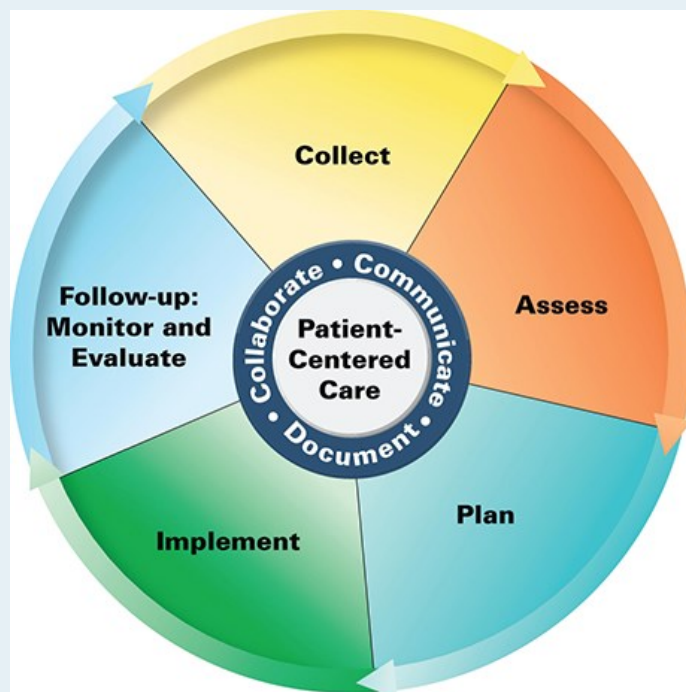 Collect
Assess
Plan
Implement
Follow-up:
Monitor and
Evaluate
Collaborate • Communicate • Document •
Patient-
Centered
Care